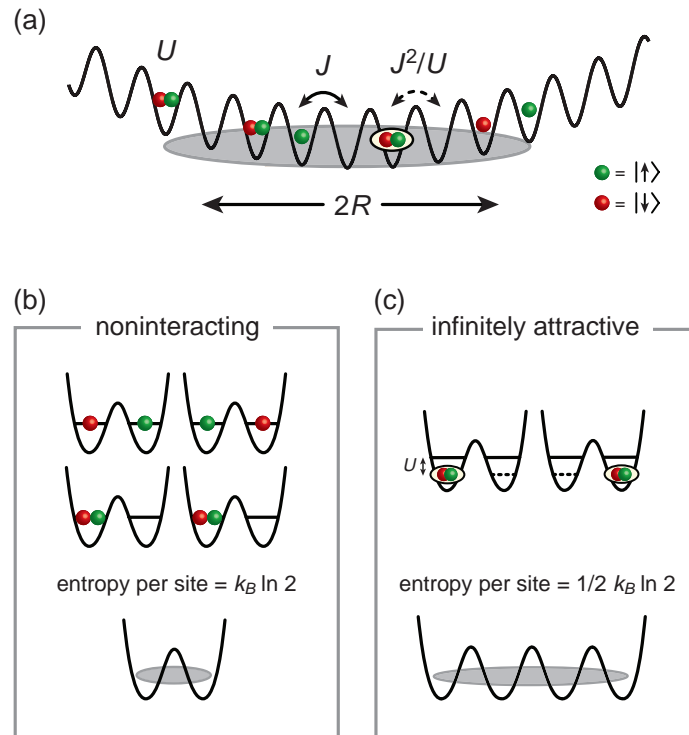 (a)
U
J
J²/U
= |↑⟩
= |↓⟩
2R
(b)
(c)
noninteracting
infinitely attractive
U
entropy per site = k_B ln 2
entropy per site = 1/2 k_B ln 2